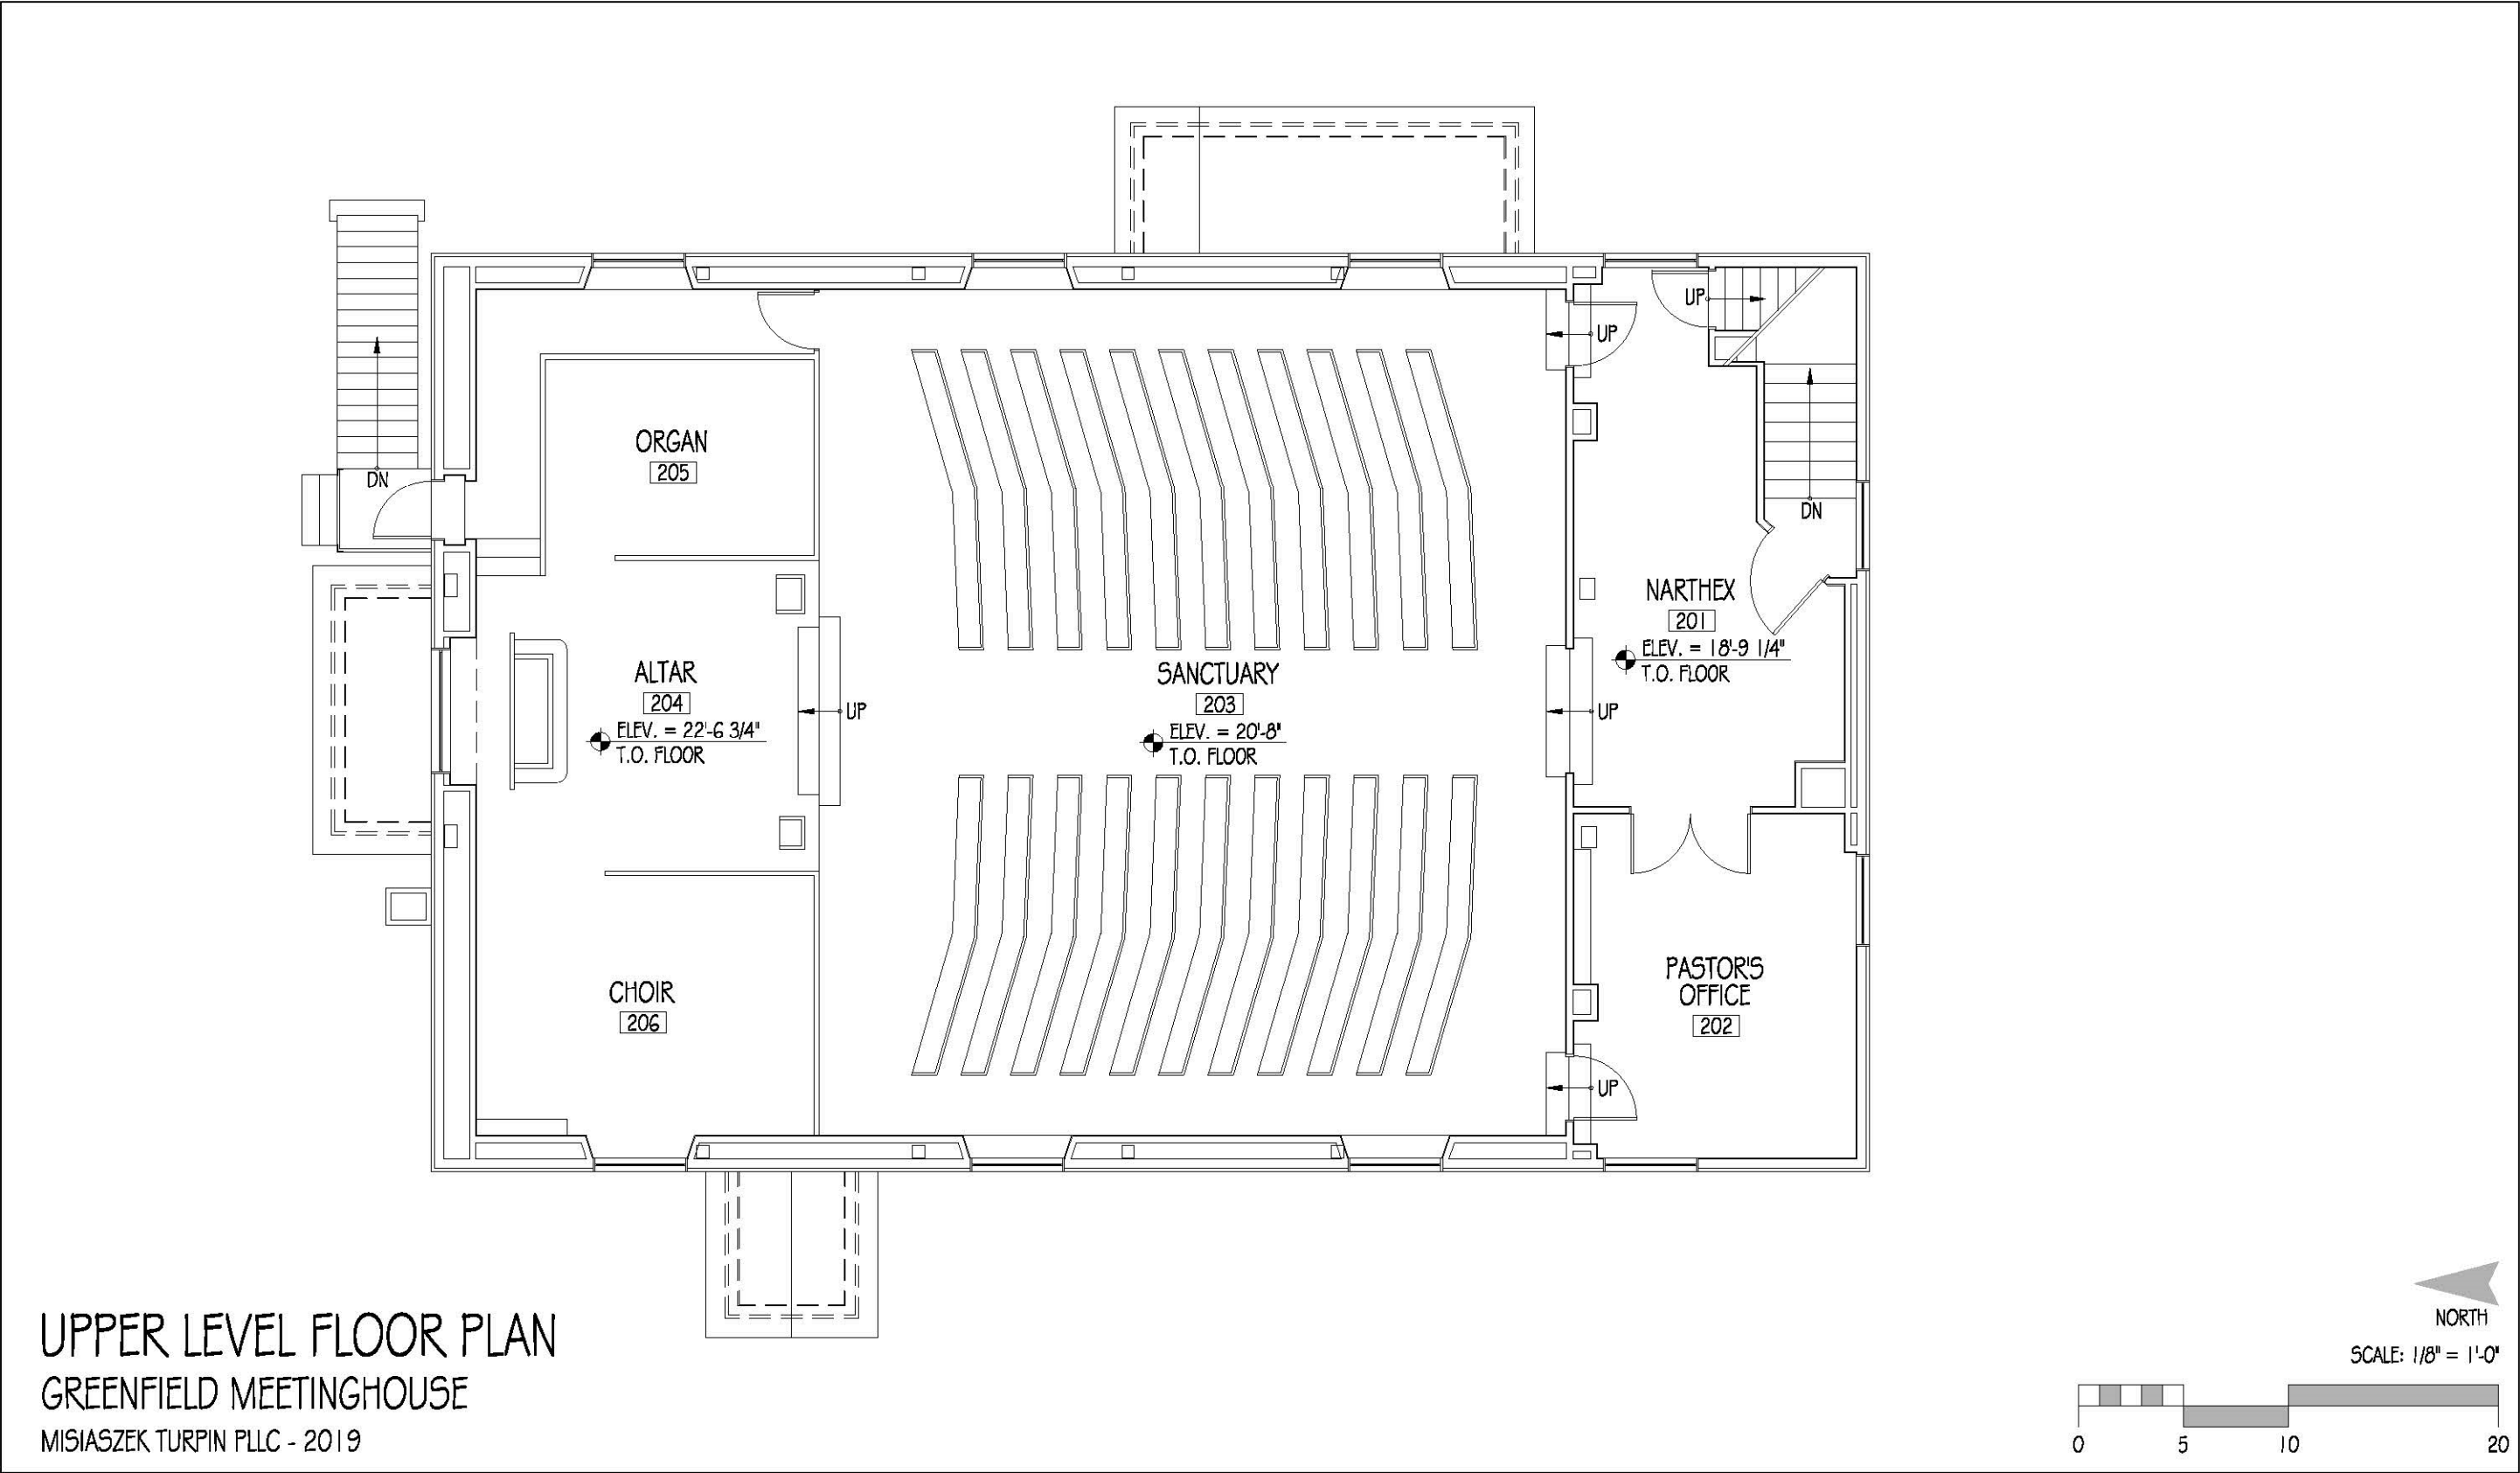 UP
UP
DN
ORGAN
205
DN
NARTHEX
201
ELEV. = 18'-9 1/4"
T.O. FLOOR
ALTAR
204
ELEV. = 22'-6 3/4"
T.O. FLOOR
UP
SANCTUARY
203
ELEV. = 20'-8"
T.O. FLOOR
UP
PASTOR'S
OFFICE
202
CHOIR
206
UP
UPPER LEVEL FLOOR PLAN
GREENFIELD MEETINGHOUSE
MISIASZEK TURPIN PLLC - 2019
NORTH
SCALE: 1/8" = 1'-0"
0 5 10 20